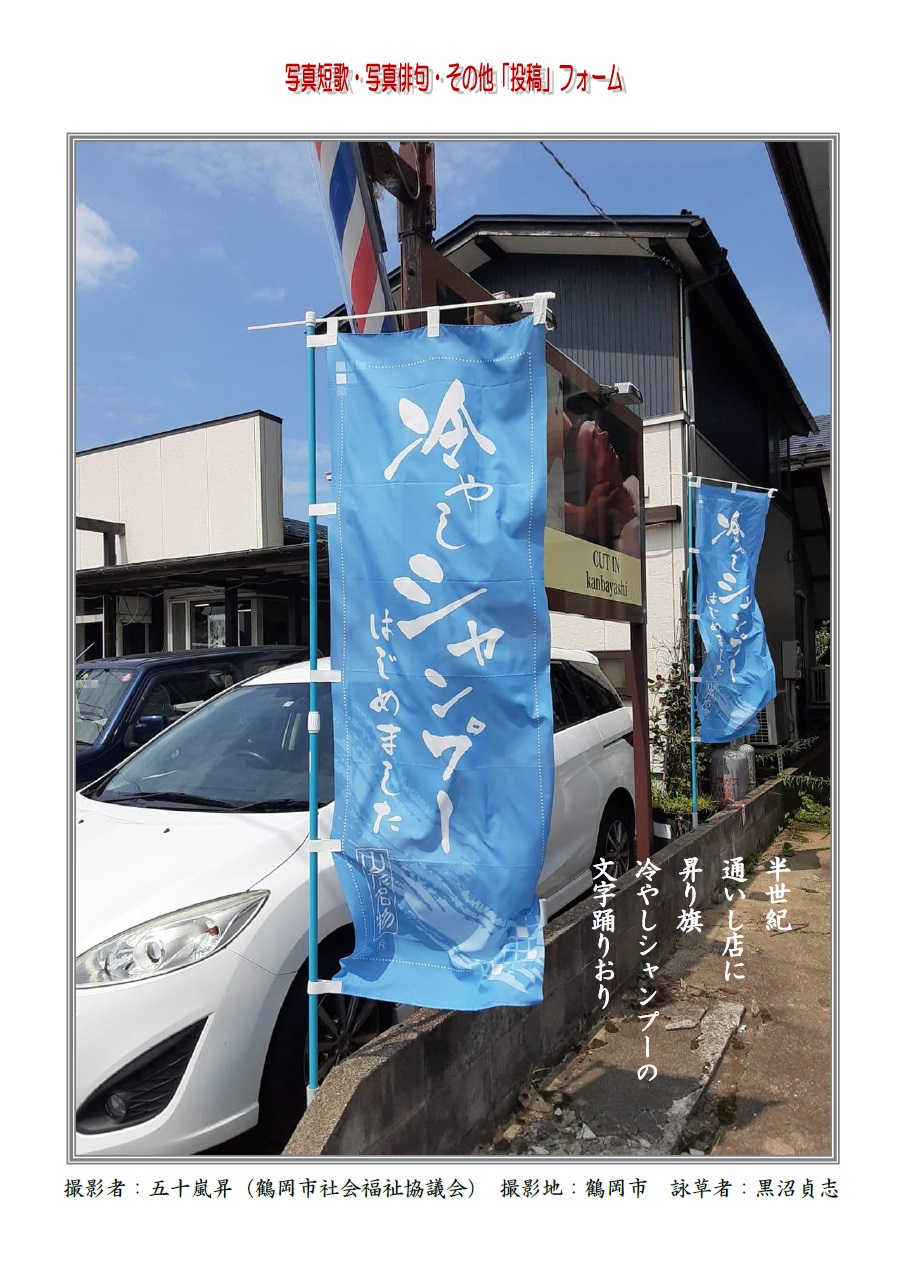 写真短歌・写真俳句・その他「投稿」フォーム
冷やしシャンプー
はじめました
山形名物
CUT IN
kanbayashi
冷やしシャンプー
はじめました
半世紀
通いし店に
昇り旗
冷やしシャンプーの
文字踊りおり
撮影者：五十嵐昇（鶴岡市社会福祉協議会） 撮影地：鶴岡市 詠草者：黒沼貞志